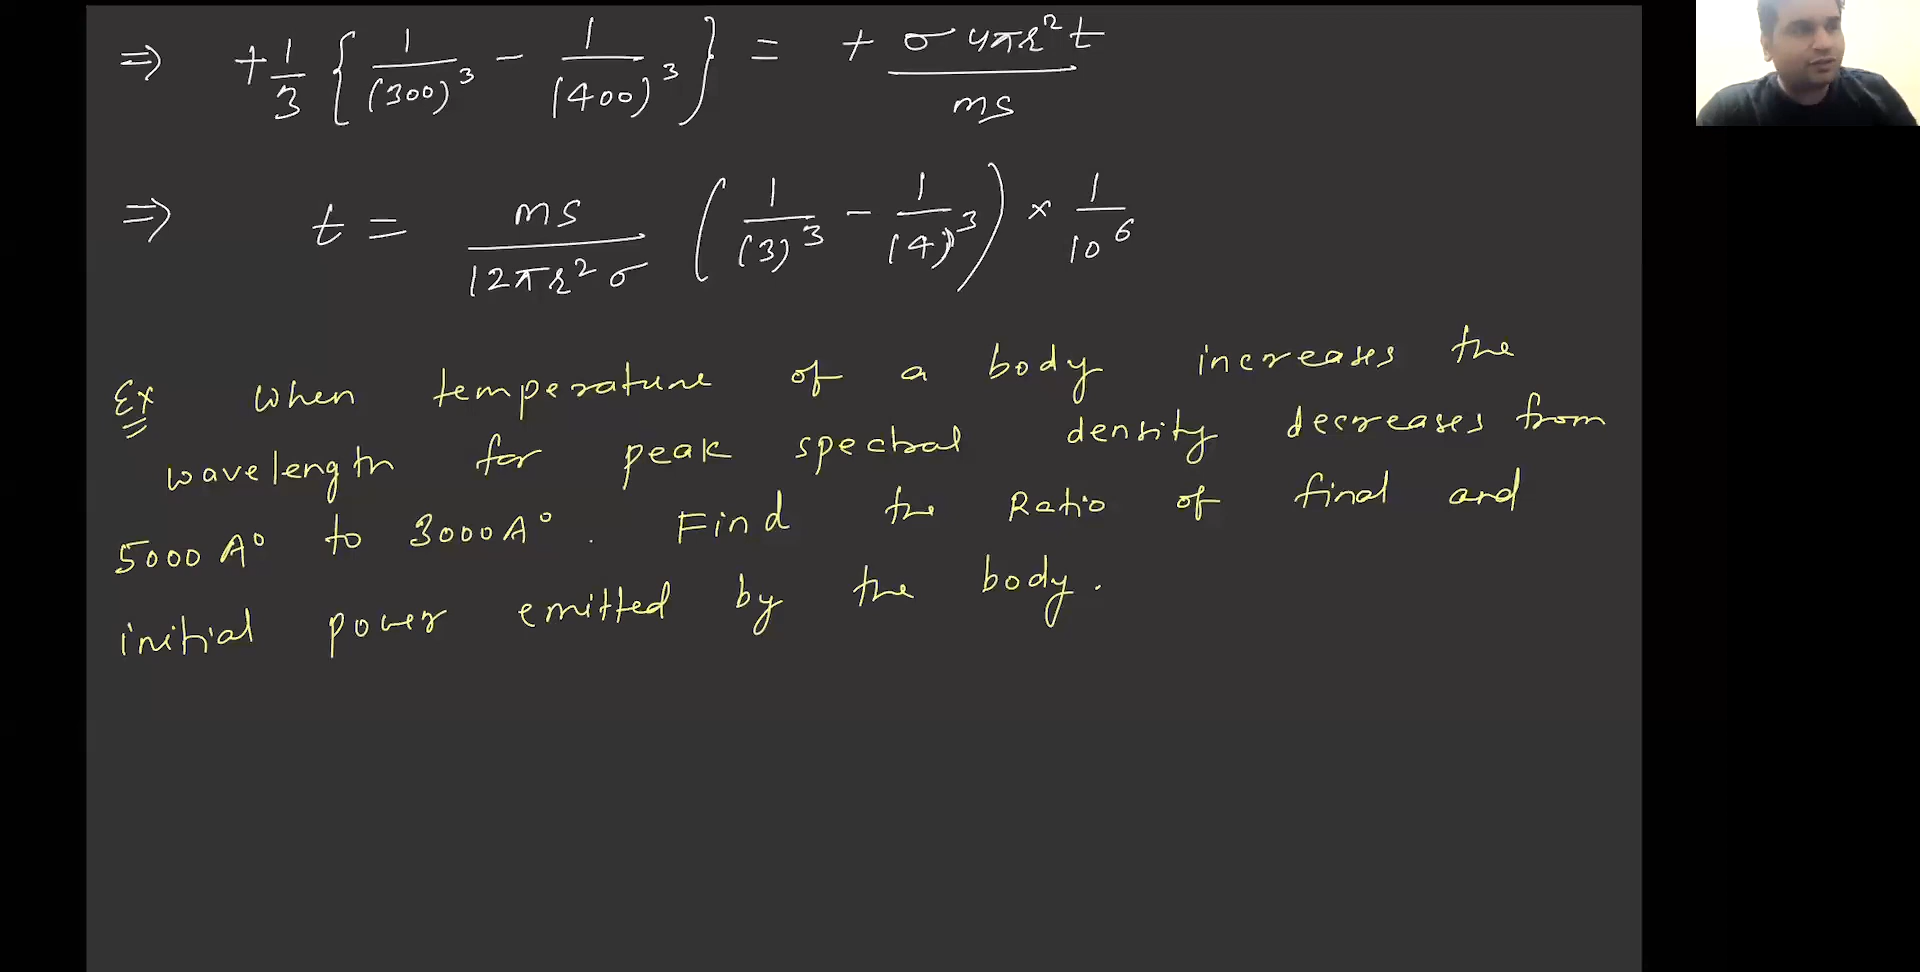 ⇒ +1/3 { 1/(300)³ - 1/(400)³ } = + σ 4πr² t / ms
⇒ t = ms / 12πr² σ ( 1/(3)³ - 1/(4)³ ) × 1/10⁶
Ex When temperature of a body increases the
wavelength for peak spectral density decreases from
5000 A° to 3000 A° . Find the Ratio of final and
initial power emitted by the body.